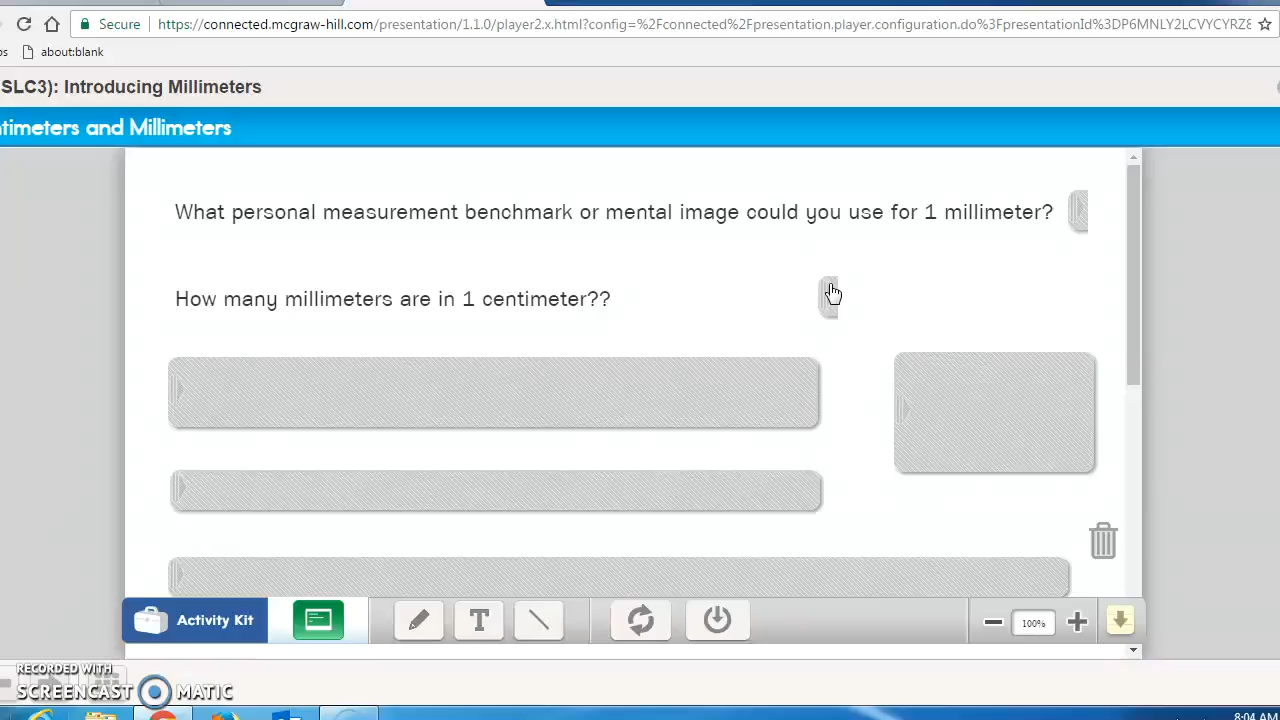 Secure
https://connected.mcgraw-hill.com/presentation/1.1.0/player2.x.html?config=%2Fconnected%2Fpresentation.player.configuration.do%3FpresentationId%3DP6MNLY2LCVYCYRZ
os about:blank
SLC3): Introducing Millimeters
ntimeters and Millimeters
What personal measurement benchmark or mental image could you use for 1 millimeter?
How many millimeters are in 1 centimeter??
Activity Kit
T
100%
RECORDED WITH
SCREENCAST MATIC
8:04 AM